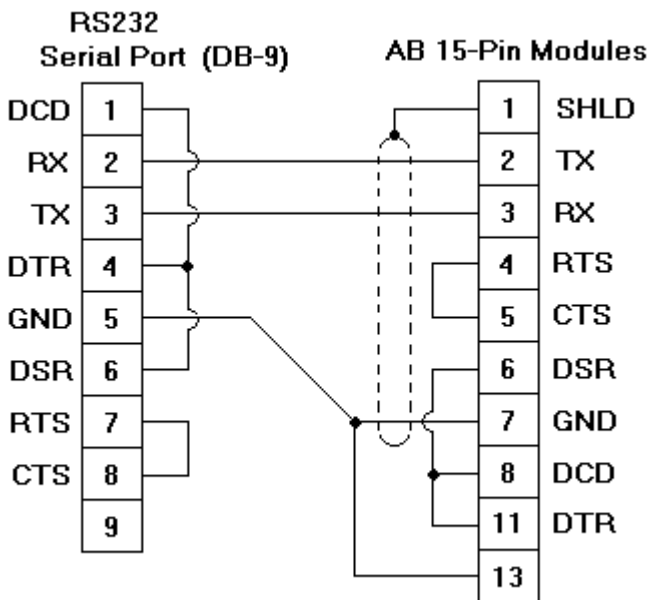 RS232
Serial Port (DB-9)
AB 15-Pin Modules
DCD 1
RX 2
TX 3
DTR 4
GND 5
DSR 6
RTS 7
CTS 8
9
1 SHLD
2 TX
3 RX
4 RTS
5 CTS
6 DSR
7 GND
8 DCD
11 DTR
13